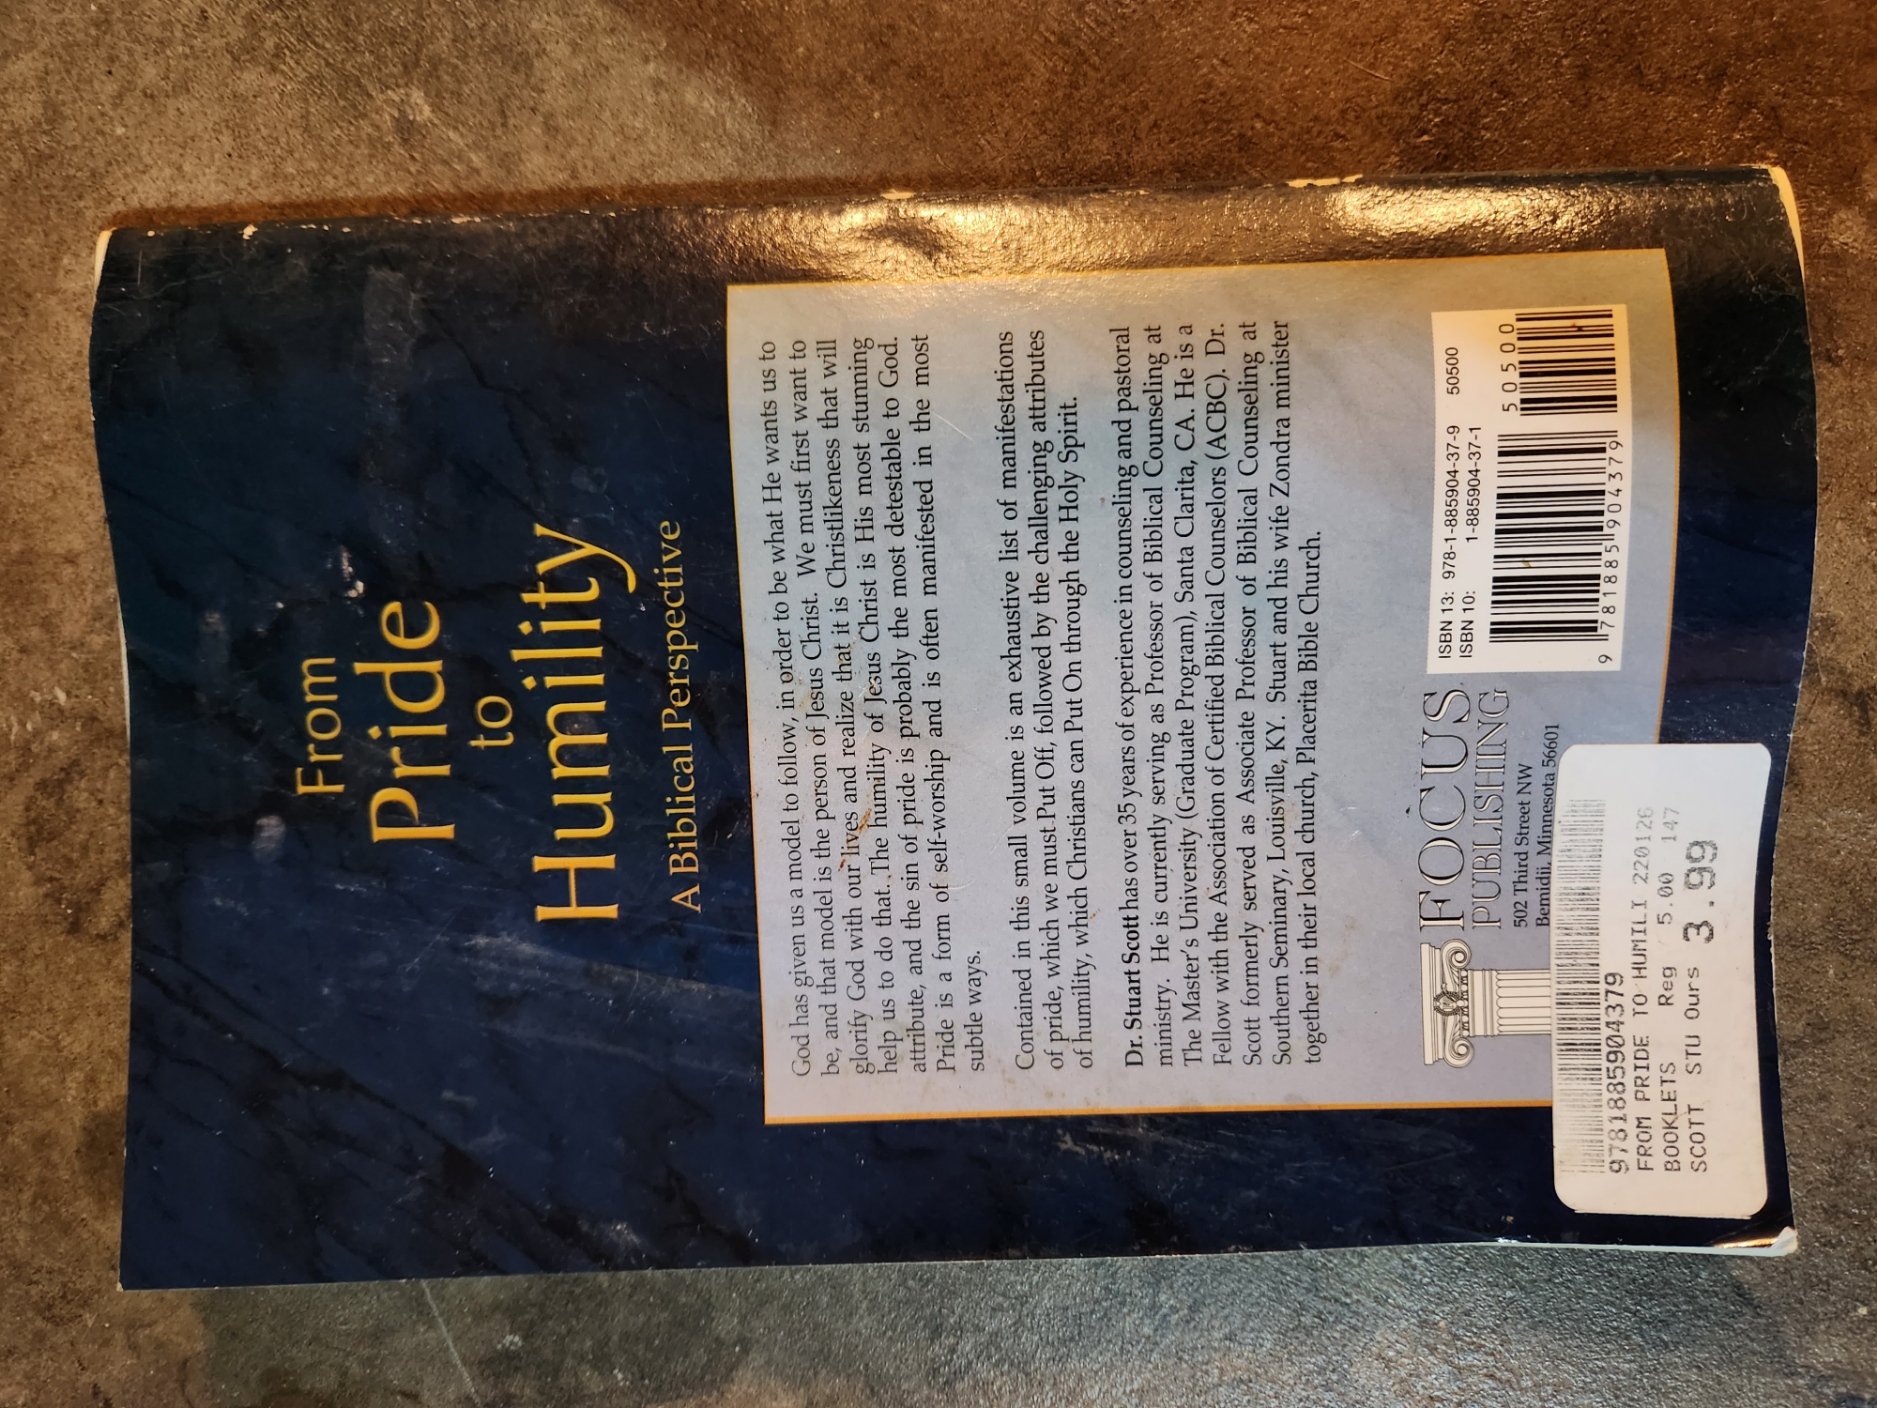 From
Pride
to
Humility
A Biblical Perspective
God has given us a model to follow, in order to be what He wants us to
be, and that model is the person of Jesus Christ. We must first want to
glorify God with our lives and realize that it is Christlikeness that will
help us to do that. The humility of Jesus Christ is His most stunning
attribute, and the sin of pride is probably the most detestable to God.
Pride is a form of self-worship and is often manifested in the most
subtle ways.
Contained in this small volume is an exhaustive list of manifestations
of pride, which we must Put Off, followed by the challenging attributes
of humility, which Christians can Put On through the Holy Spirit.
Dr. Stuart Scott has over 35 years of experience in counseling and pastoral
ministry. He is currently serving as Professor of Biblical Counseling at
The Master's University (Graduate Program), Santa Clarita, CA. He is a
Fellow with the Association of Certified Biblical Counselors (ACBC). Dr.
Scott formerly served as Associate Professor of Biblical Counseling at
Southern Seminary, Louisville, KY. Stuart and his wife Zondra minister
together in their local church, Placerita Bible Church.
FOCUS
PUBLISHING
502 Third Street NW
Bemidji, Minnesota 56601
ISBN 13: 978-1-885904-37-9 50500
ISBN 10: 1-885904-37-1
50500
9 781885 904379
9781885904379
FROM PRIDE TO HUMILI 220126
BOOKLETS Reg 5.00 147
SCOTT STU Ours 3.99